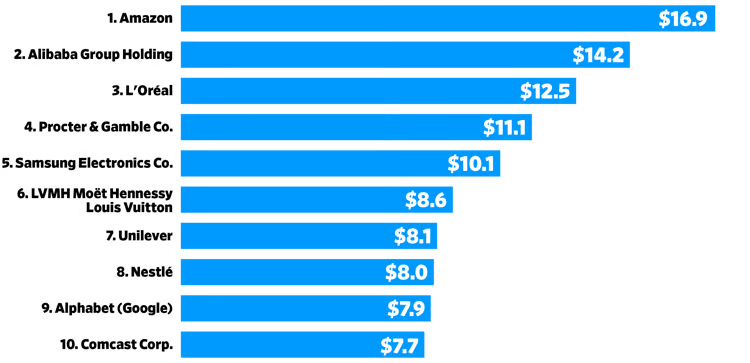 1. Amazon $16.9
2. Alibaba Group Holding $14.2
3. L'Oréal $12.5
4. Procter & Gamble Co. $11.1
5. Samsung Electronics Co. $10.1
6. LVMH Moët Hennessy
Louis Vuitton $8.6
7. Unilever $8.1
8. Nestlé $8.0
9. Alphabet (Google) $7.9
10. Comcast Corp. $7.7